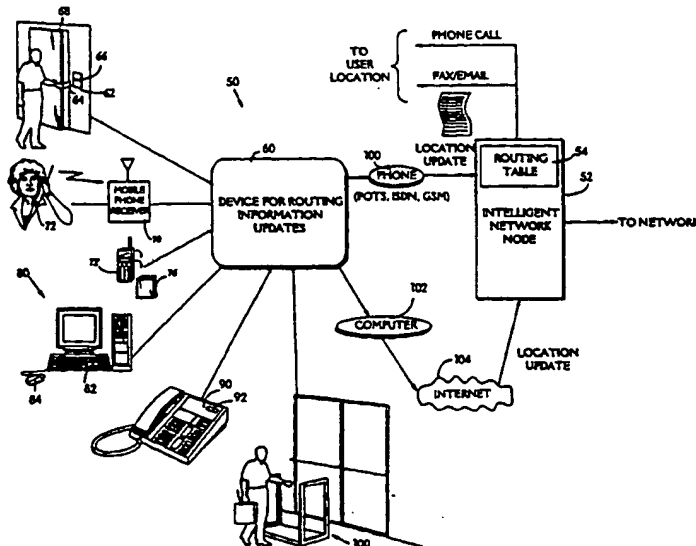 68
66
62
64
50
PHONE CALL
TO
USER
LOCATION
FAX/EMAIL
LOCATION
UPDATE
60
DEVICE FOR ROUTING
INFORMATION
UPDATES
100
PHONE
(POTS, ISDN, GSM)
ROUTING
TABLE
54
52
INTELLIGENT
NETWORK
NODE
TO NETWORK
MOBILE
PHONE
RECEIVER
72
80
82
84
102
COMPUTER
104
INTERNET
LOCATION
UPDATE
90
92